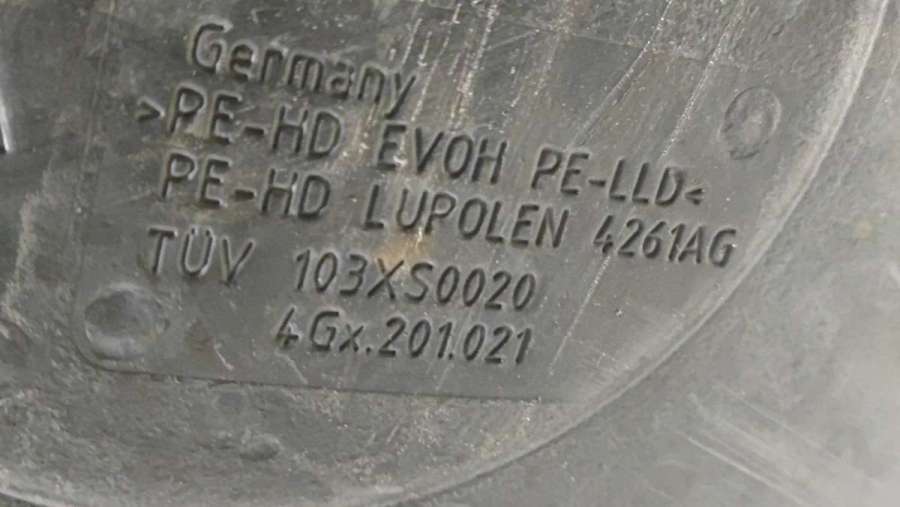 Germany
>PE-HD EVOH PE-LLD<
PE-HD LUPOLEN 4261AG
TÜV 103XS0020
4Gx.201.021